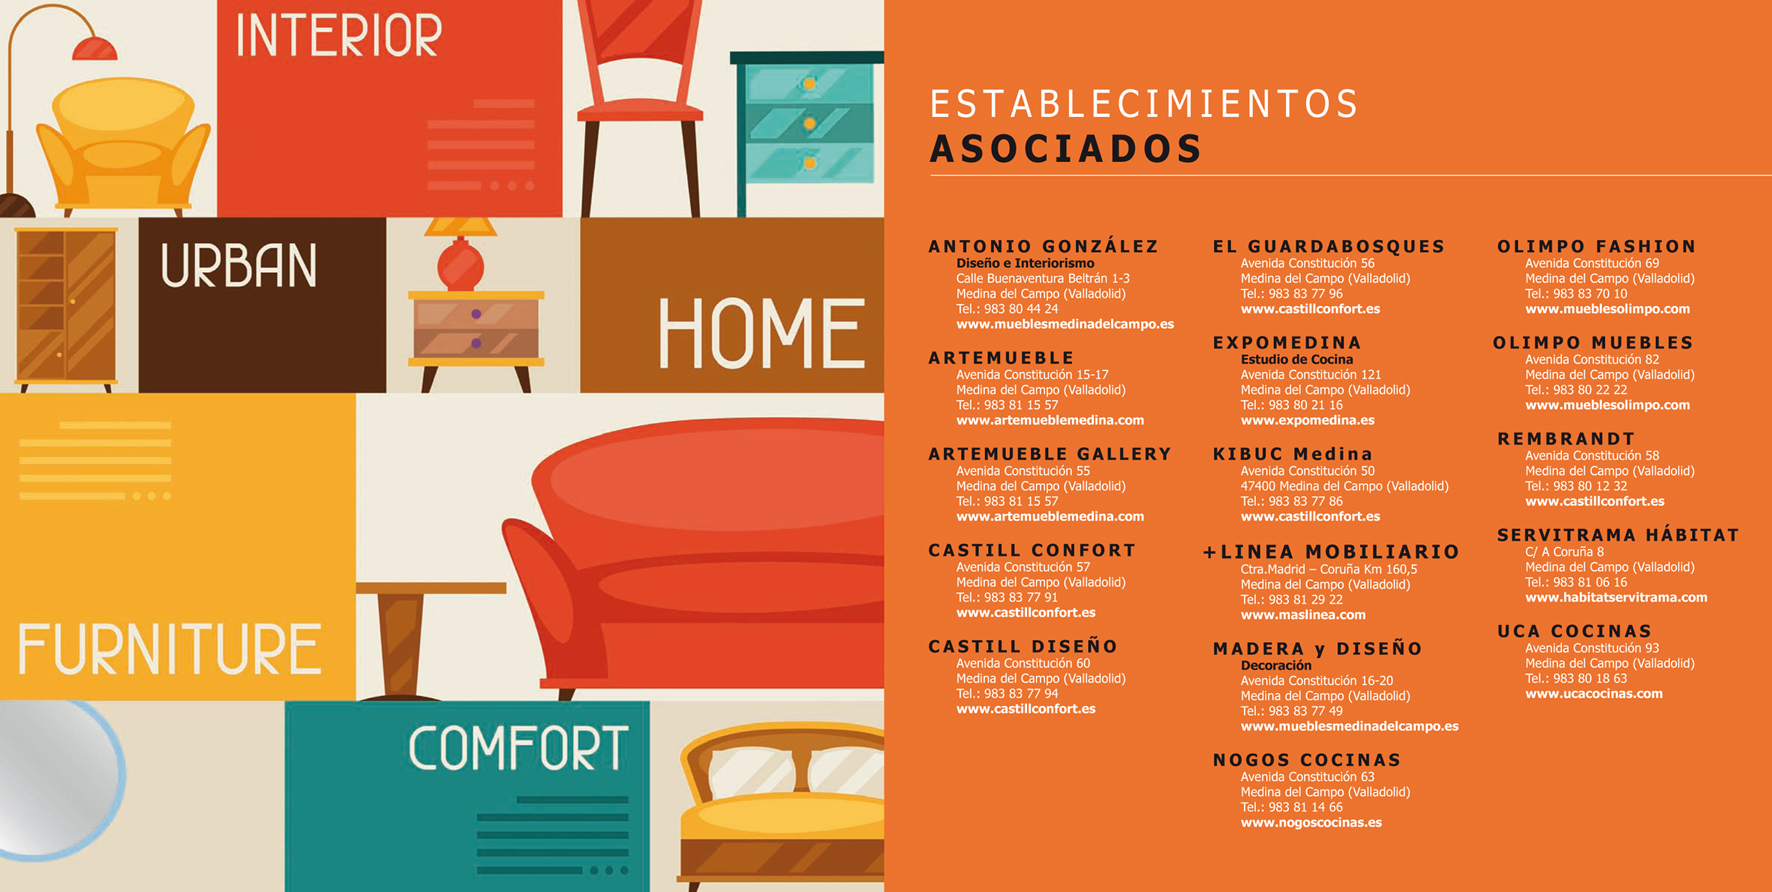 INTERIOR
URBAN
HOME
FURNITURE
COMFORT
ESTABLECIMIENTOS
ASOCIADOS
ANTONIO GONZÁLEZ
Diseño e Interiorismo
Calle Buenaventura Beltrán 1-3
Medina del Campo (Valladolid)
Tel.: 983 80 44 24
www.mueblesmedinadelcampo.es
ARTEMUEBLE
Avenida Constitución 15-17
Medina del Campo (Valladolid)
Tel.: 983 81 15 57
www.artemueblemedina.com
ARTEMUEBLE GALLERY
Avenida Constitución 55
Medina del Campo (Valladolid)
Tel.: 983 81 15 57
www.artemueblemedina.com
CASTILL CONFORT
Avenida Constitución 57
Medina del Campo (Valladolid)
Tel.: 983 83 77 91
www.castillconfort.es
CASTILL DISEÑO
Avenida Constitución 60
Medina del Campo (Valladolid)
Tel.: 983 83 77 94
www.castillconfort.es
EL GUARDABOSQUES
Avenida Constitución 56
Medina del Campo (Valladolid)
Tel.: 983 83 77 96
www.castillconfort.es
EXPOMEDINA
Estudio de Cocina
Avenida Constitución 121
Medina del Campo (Valladolid)
Tel.: 983 80 21 16
www.expomedina.es
KIBUC Medina
Avenida Constitución 50
47400 Medina del Campo (Valladolid)
Tel.: 983 83 77 86
www.castillconfort.es
+LINEA MOBILIARIO
Ctra.Madrid – Coruña Km 160,5
Medina del Campo (Valladolid)
Tel.: 983 81 29 22
www.maslinea.com
MADERA y DISEÑO
Decoración
Avenida Constitución 16-20
Medina del Campo (Valladolid)
Tel.: 983 83 77 49
www.mueblesmedinadelcampo.es
NOGOS COCINAS
Avenida Constitución 63
Medina del Campo (Valladolid)
Tel.: 983 81 14 66
www.nogoscocinas.es
OLIMPO FASHION
Avenida Constitución 69
Medina del Campo (Valladolid)
Tel.: 983 83 70 10
www.mueblesolimpo.com
OLIMPO MUEBLES
Avenida Constitución 82
Medina del Campo (Valladolid)
Tel.: 983 80 22 22
www.mueblesolimpo.com
REMBRANDT
Avenida Constitución 58
Medina del Campo (Valladolid)
Tel.: 983 80 12 32
www.castillconfort.es
SERVITRAMA HÁBITAT
C/ A Coruña 8
Medina del Campo (Valladolid)
Tel.: 983 81 06 16
www.habitatservitrama.com
UCA COCINAS
Avenida Constitución 93
Medina del Campo (Valladolid)
Tel.: 983 80 18 63
www.ucacocinas.com